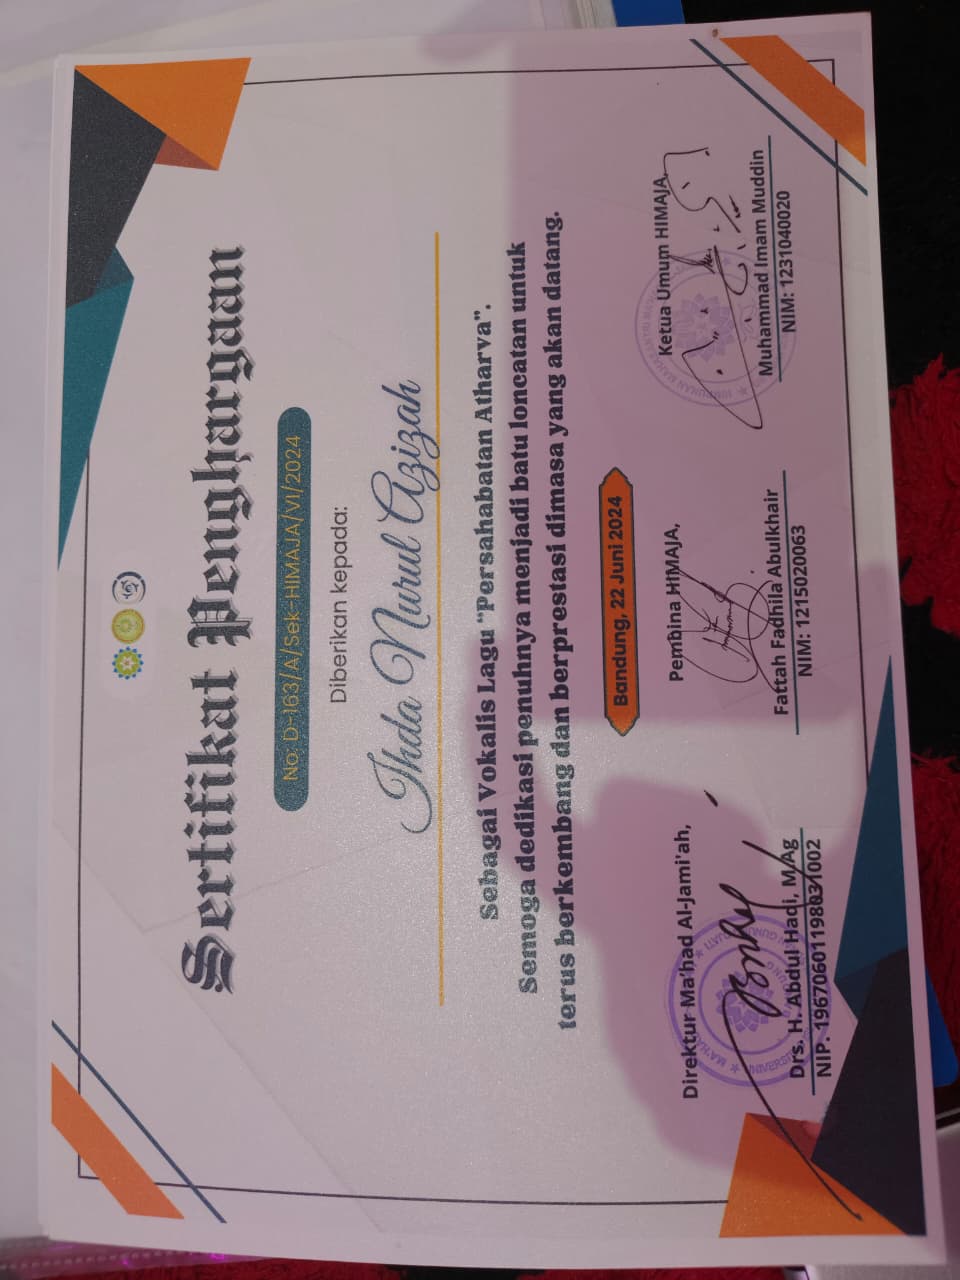 Sertifikat Penghargaan
No: D-163/A/Sek-HIMAJA/VI/2024
Diberikan kepada:
Ihda Nurul Azizah
Sebagai Vokalis Lagu "Persahabatan Atharva".
Semoga dedikasi penuhnya menjadi batu loncatan untuk
terus berkembang dan berprestasi dimasa yang akan datang.
Bandung, 22 Juni 2024
Direktur Ma'had Al-Jami'ah,
Drs. H. Abdul Hadi, M.Ag
NIP. 196706011998031002
Pembina HIMAJA,
Fattah Fadhila Abulkhair
NIM: 1215020063
Ketua Umum HIMAJA,
Muhammad Imam Muddin
NIM: 1231040020